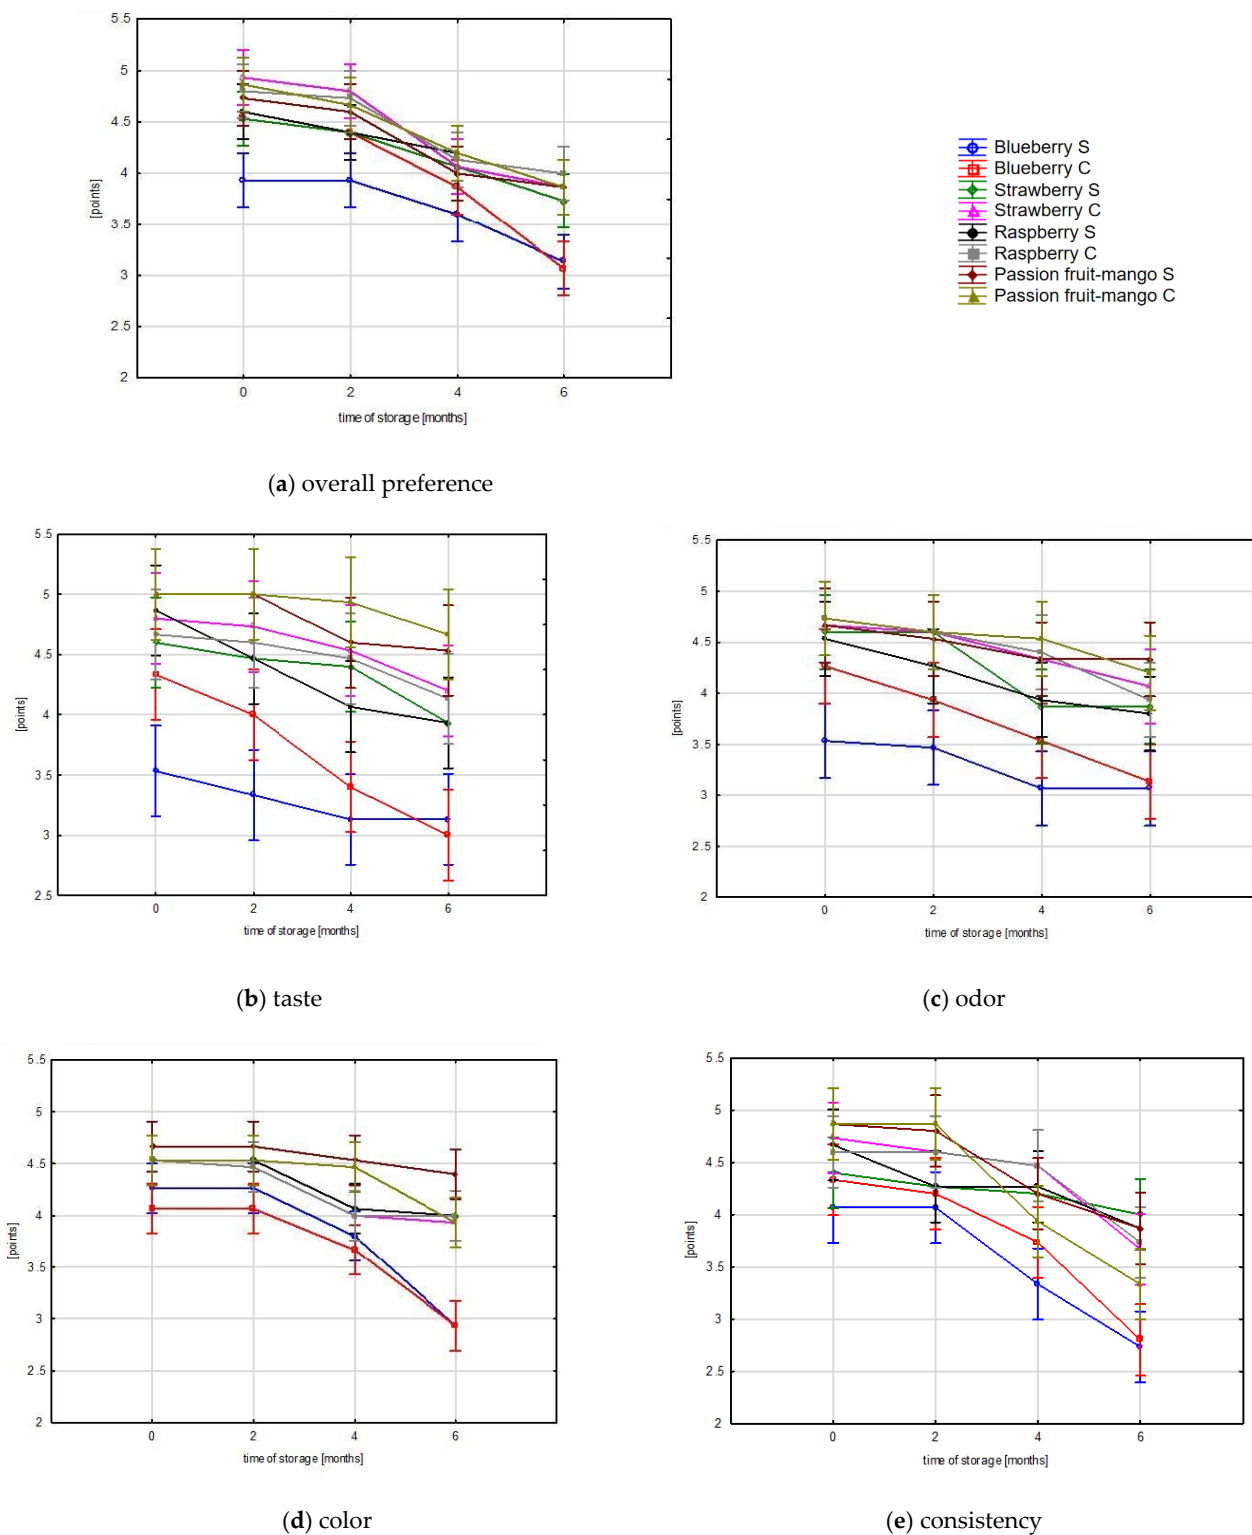 5.5
5
4.5
4
3.5
3
2.5
2
[points]
0 2 4 6
time of storage [months]
Blueberry S
Blueberry C
Strawberry S
Strawberry C
Raspberry S
Raspberry C
Passion fruit-mango S
Passion fruit-mango C
(a) overall preference
5.5
5
4.5
4
3.5
3
2.5
[points]
0 2 4 6
time of storage [months]
(b) taste
5.5
5
4.5
4
3.5
3
2.5
2
[points]
0 2 4 6
time of storage [months]
(c) odor
5.5
5
4.5
4
3.5
3
2.5
2
[points]
0 2 4 6
time of storage [months]
(d) color
5.5
5
4.5
4
3.5
3
2.5
2
[points]
0 2 4 6
time of storage [months]
(e) consistency